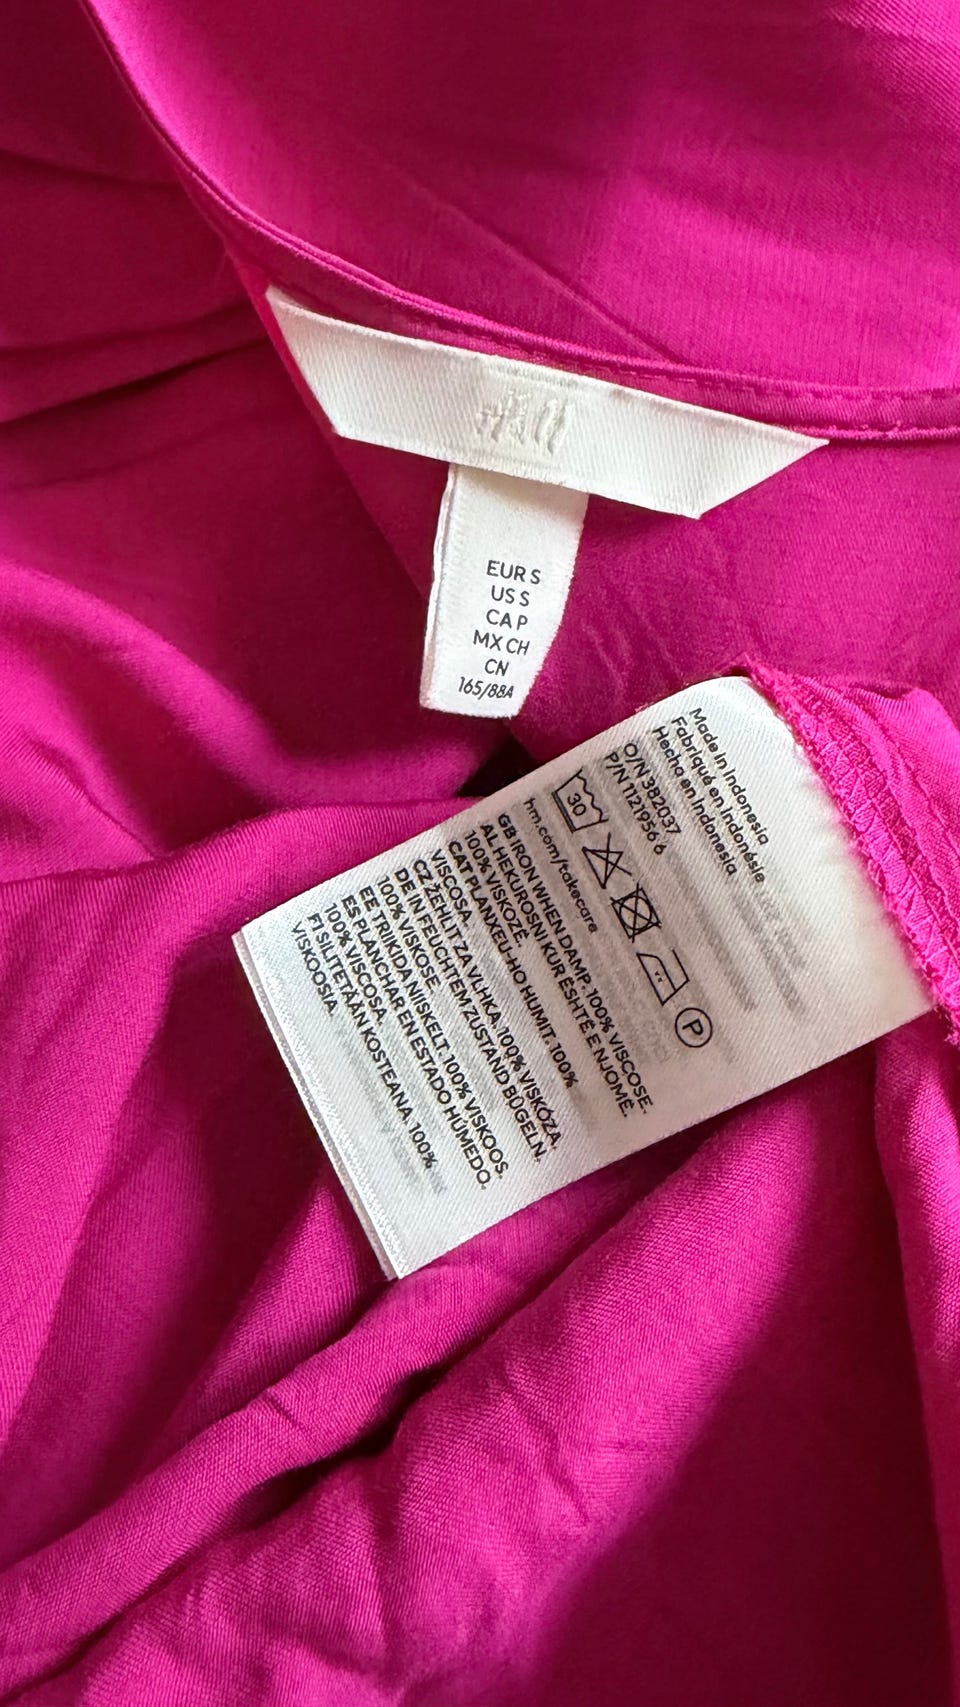 H&M
EUR S
US S
CA P
MX CH
CN
165/88A
Made in Indonesia
Fabriqué en Indonésie
Hecho en Indonesia
O/N 382037
P/N 1121956 6
30
P
hm.com/takecare
GB IRON WHEN DAMP. 100% VISCOSE.
AL HEKUROSNI KUR ËSHTË E NJOMË.
100% VISKOZË.
CAT PLANXEU-HO HUMIT. 100%
VISCOSA.
CZ ŽEHLIT ZA VLHKA. 100% VISKÓZA.
DE IN FEUCHTEM ZUSTAND BÜGELN.
100% VISKOSE.
EE TRIIKIDA NIISKELT. 100% VISKOOS.
ES PLANCHAR EN ESTADO HÚMEDO.
100% VISCOSA.
FI SILITETÄÄN KOSTEANA. 100%
VISKOOSIA.